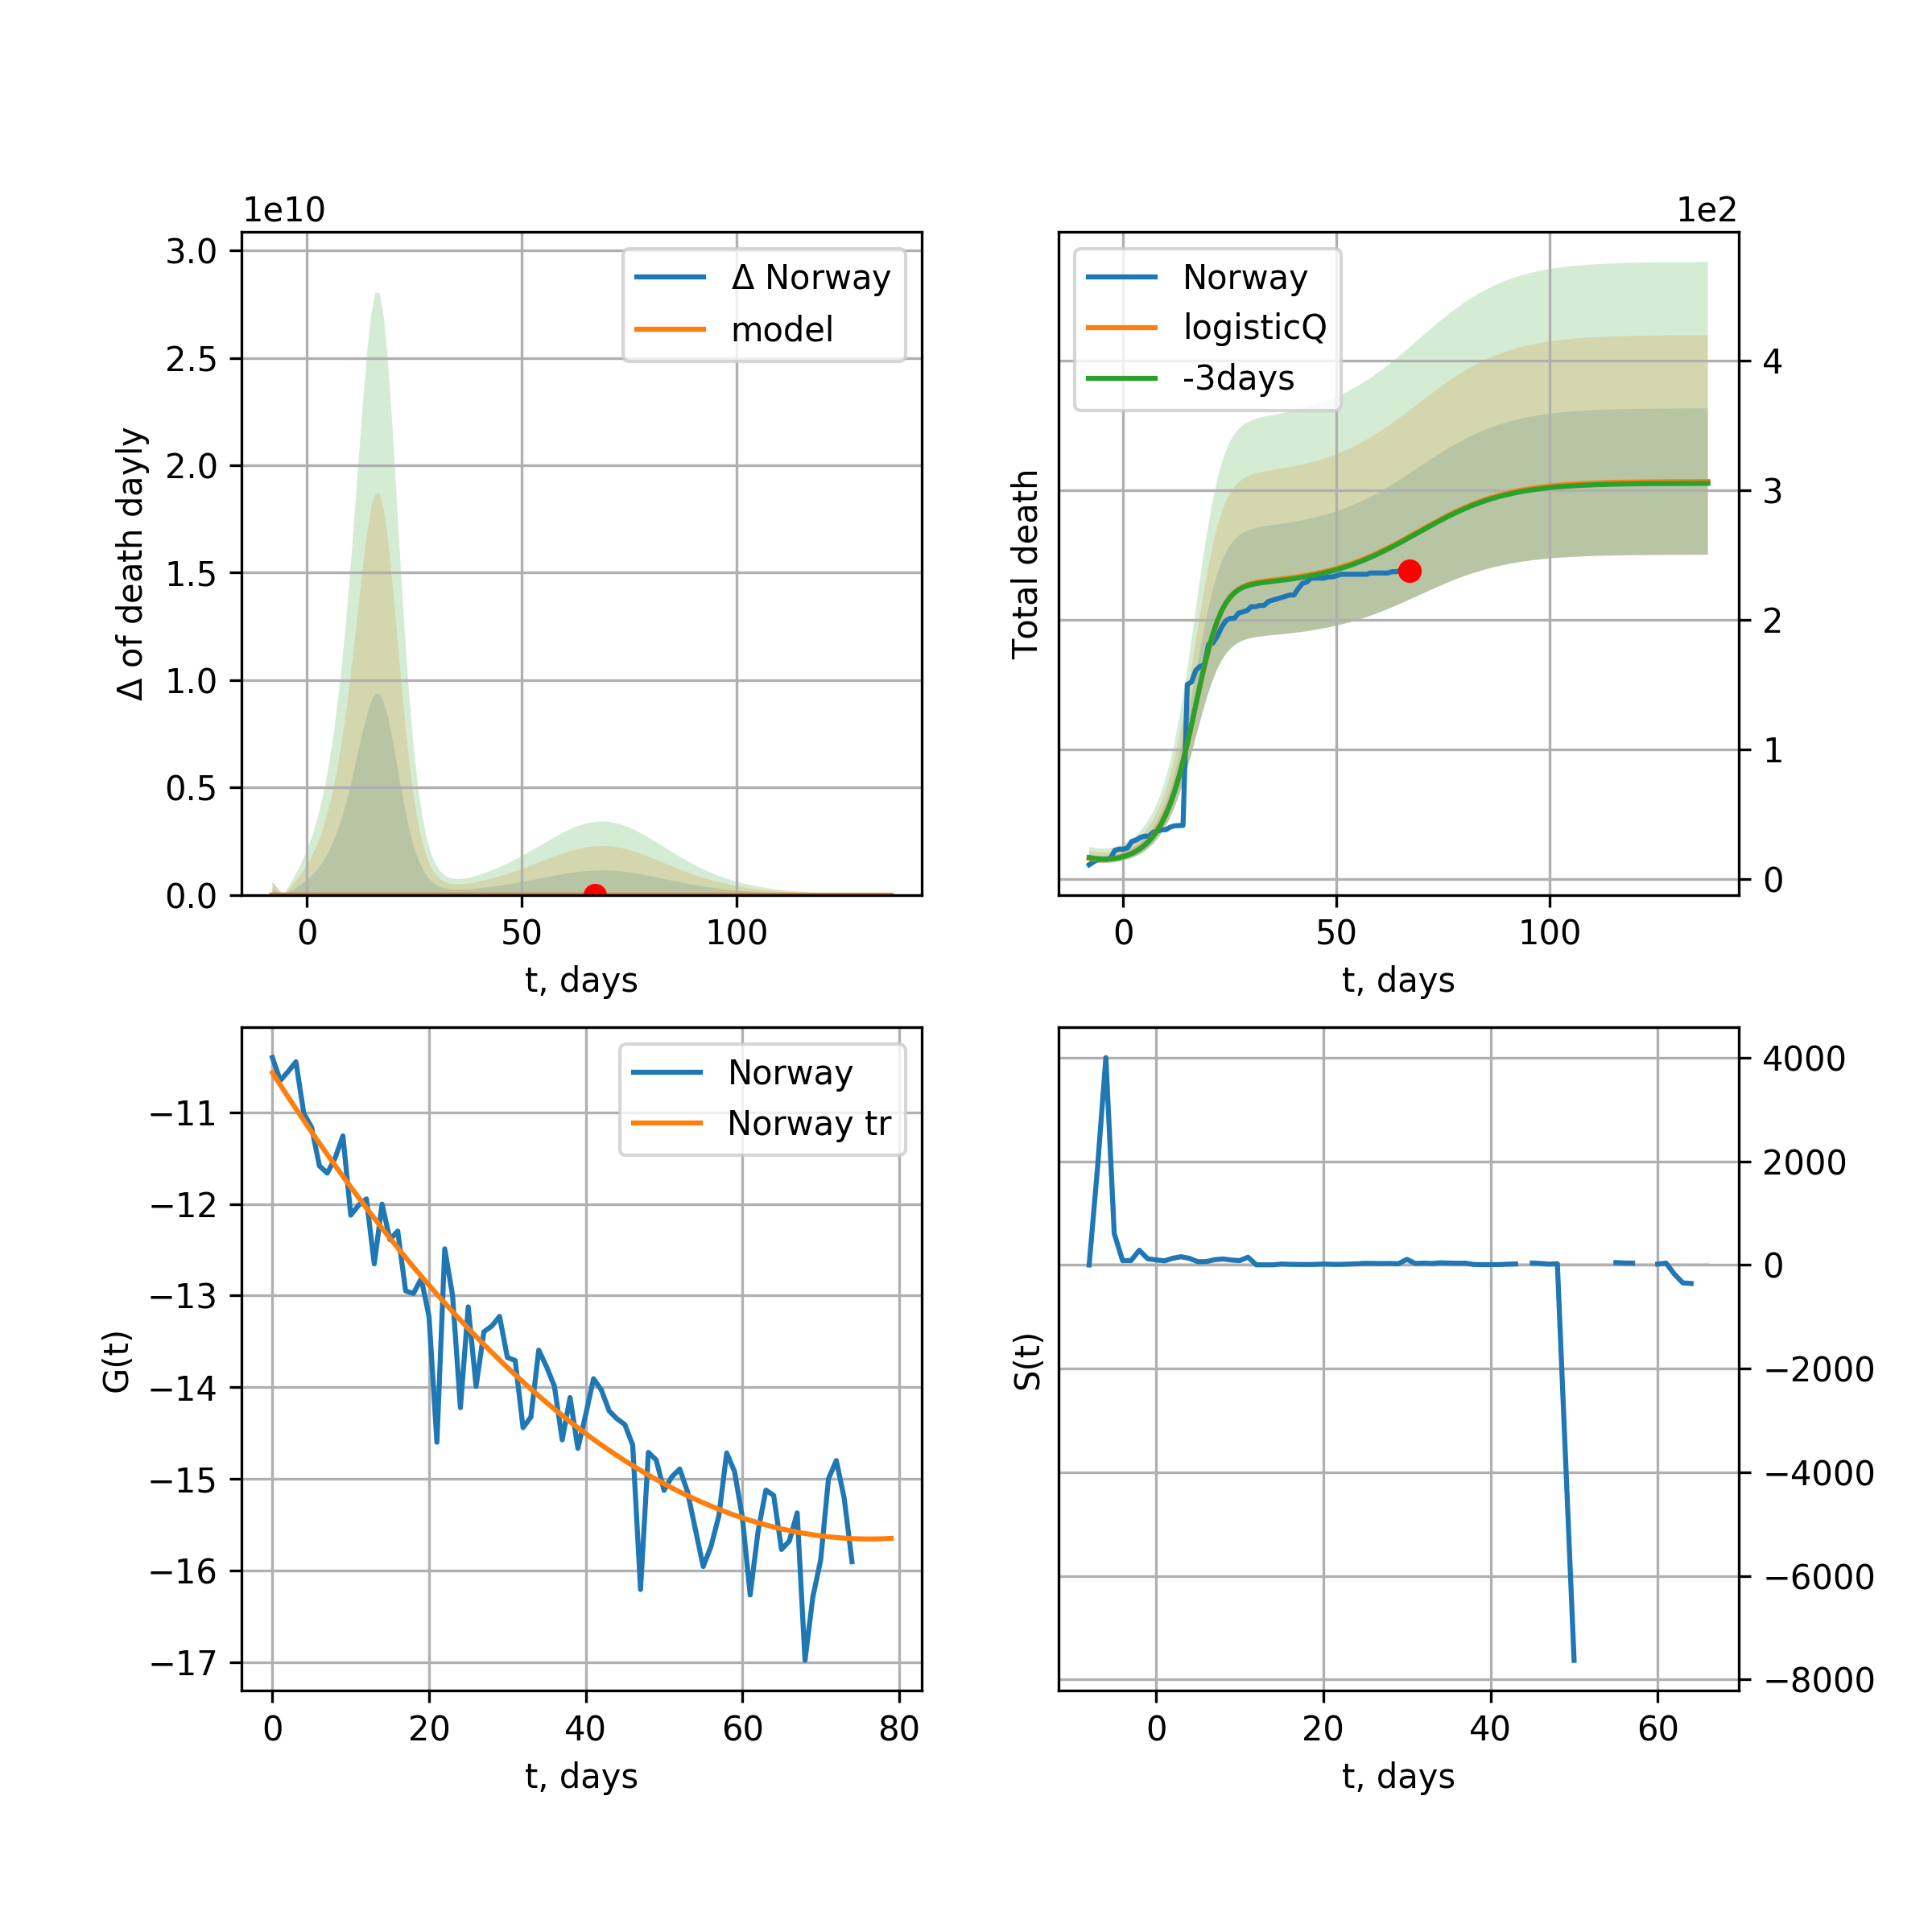 1e10
3.0
2.5
2.0
1.5
1.0
0.5
0.0
Δ of death dayly
Δ Norway
model
0 50 100
t, days
1e2
Norway
logisticQ
-3days
4
3
2
1
0
Total death
0 50 100
t, days
−11
−12
−13
−14
−15
−16
−17
G(t)
Norway
Norway tr
0 20 40 60 80
t, days
4000
2000
0
−2000
−4000
−6000
−8000
S(t)
0 20 40 60
t, days